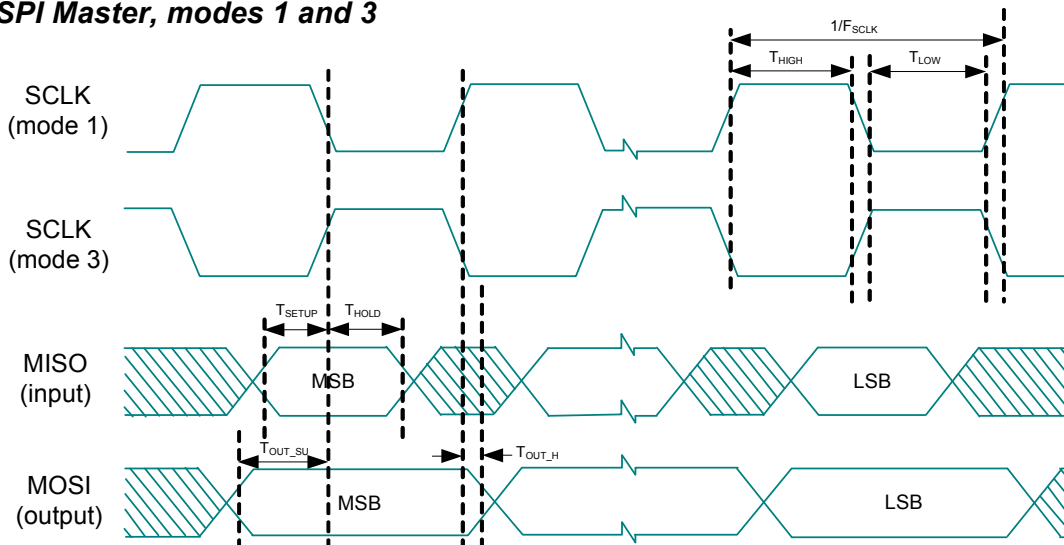 SPI Master, modes 1 and 3
1/FSCLK
THIGH
TLOW
SCLK
(mode 1)
SCLK
(mode 3)
TSETUP
THOLD
MISO
(input)
MSB
LSB
TOUT_SU
TOUT_H
MOSI
(output)
MSB
LSB